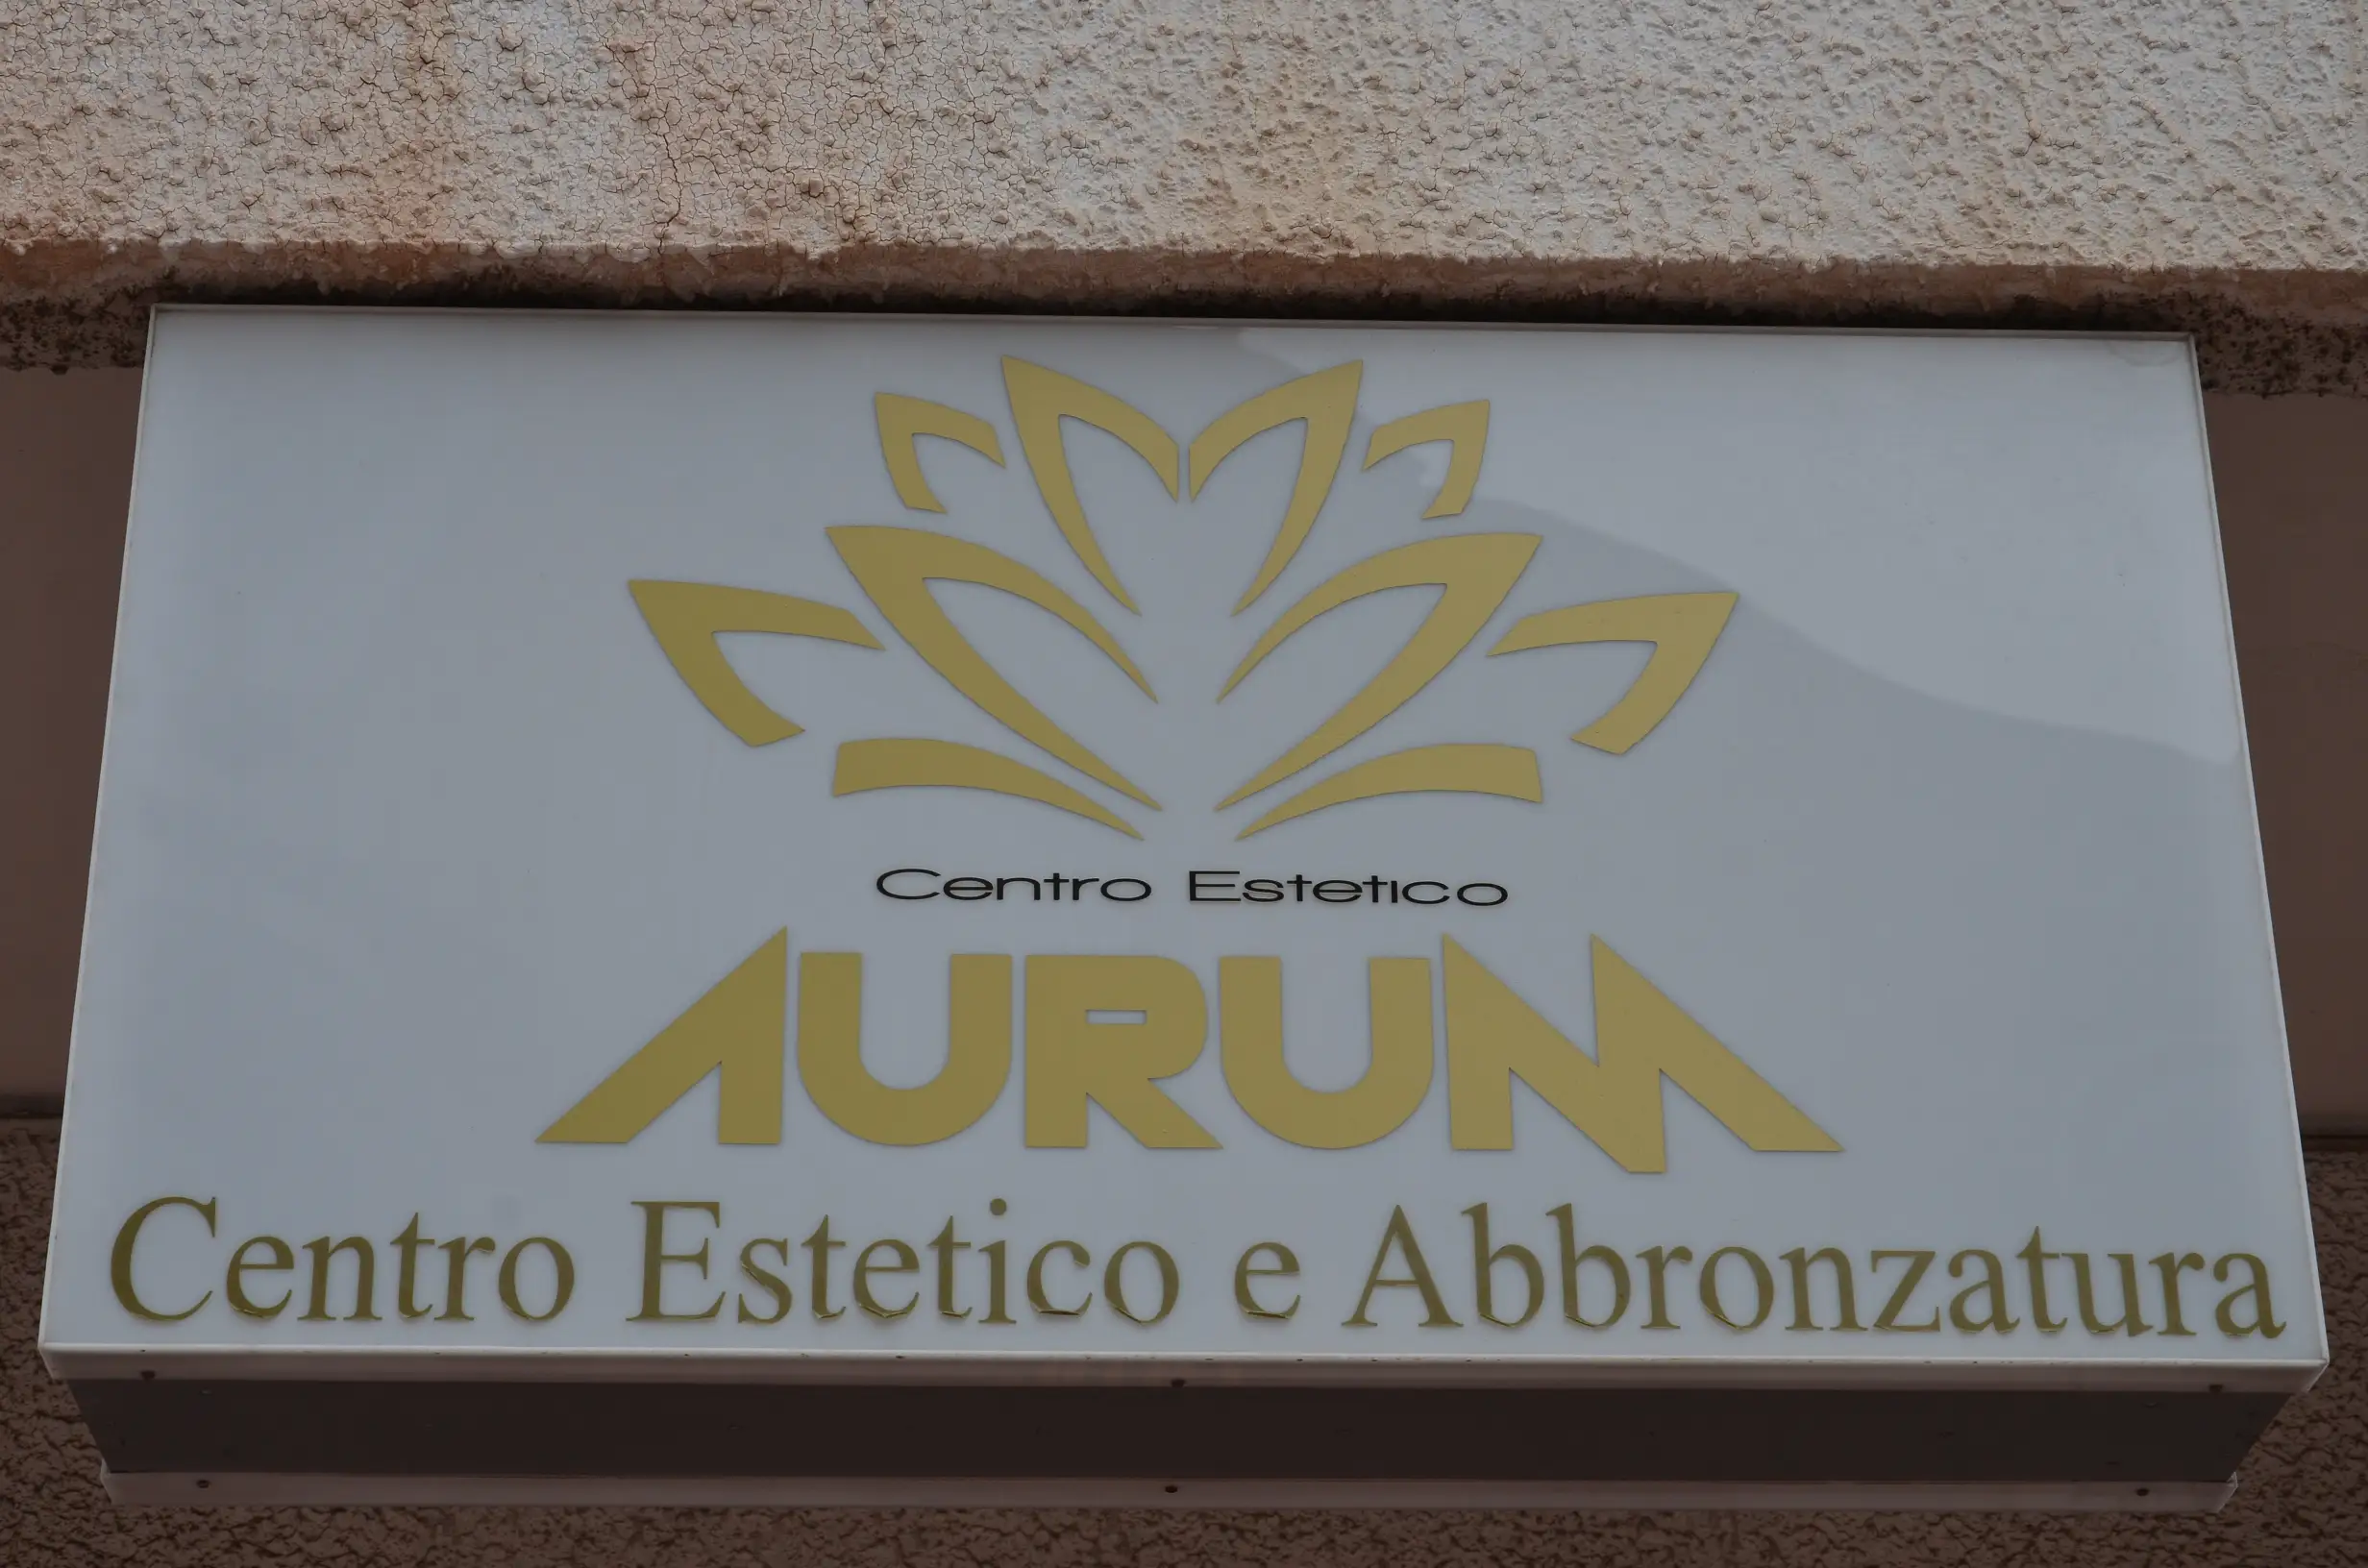 Centro Estetico
AURUM
Centro Estetico e Abbronzatura